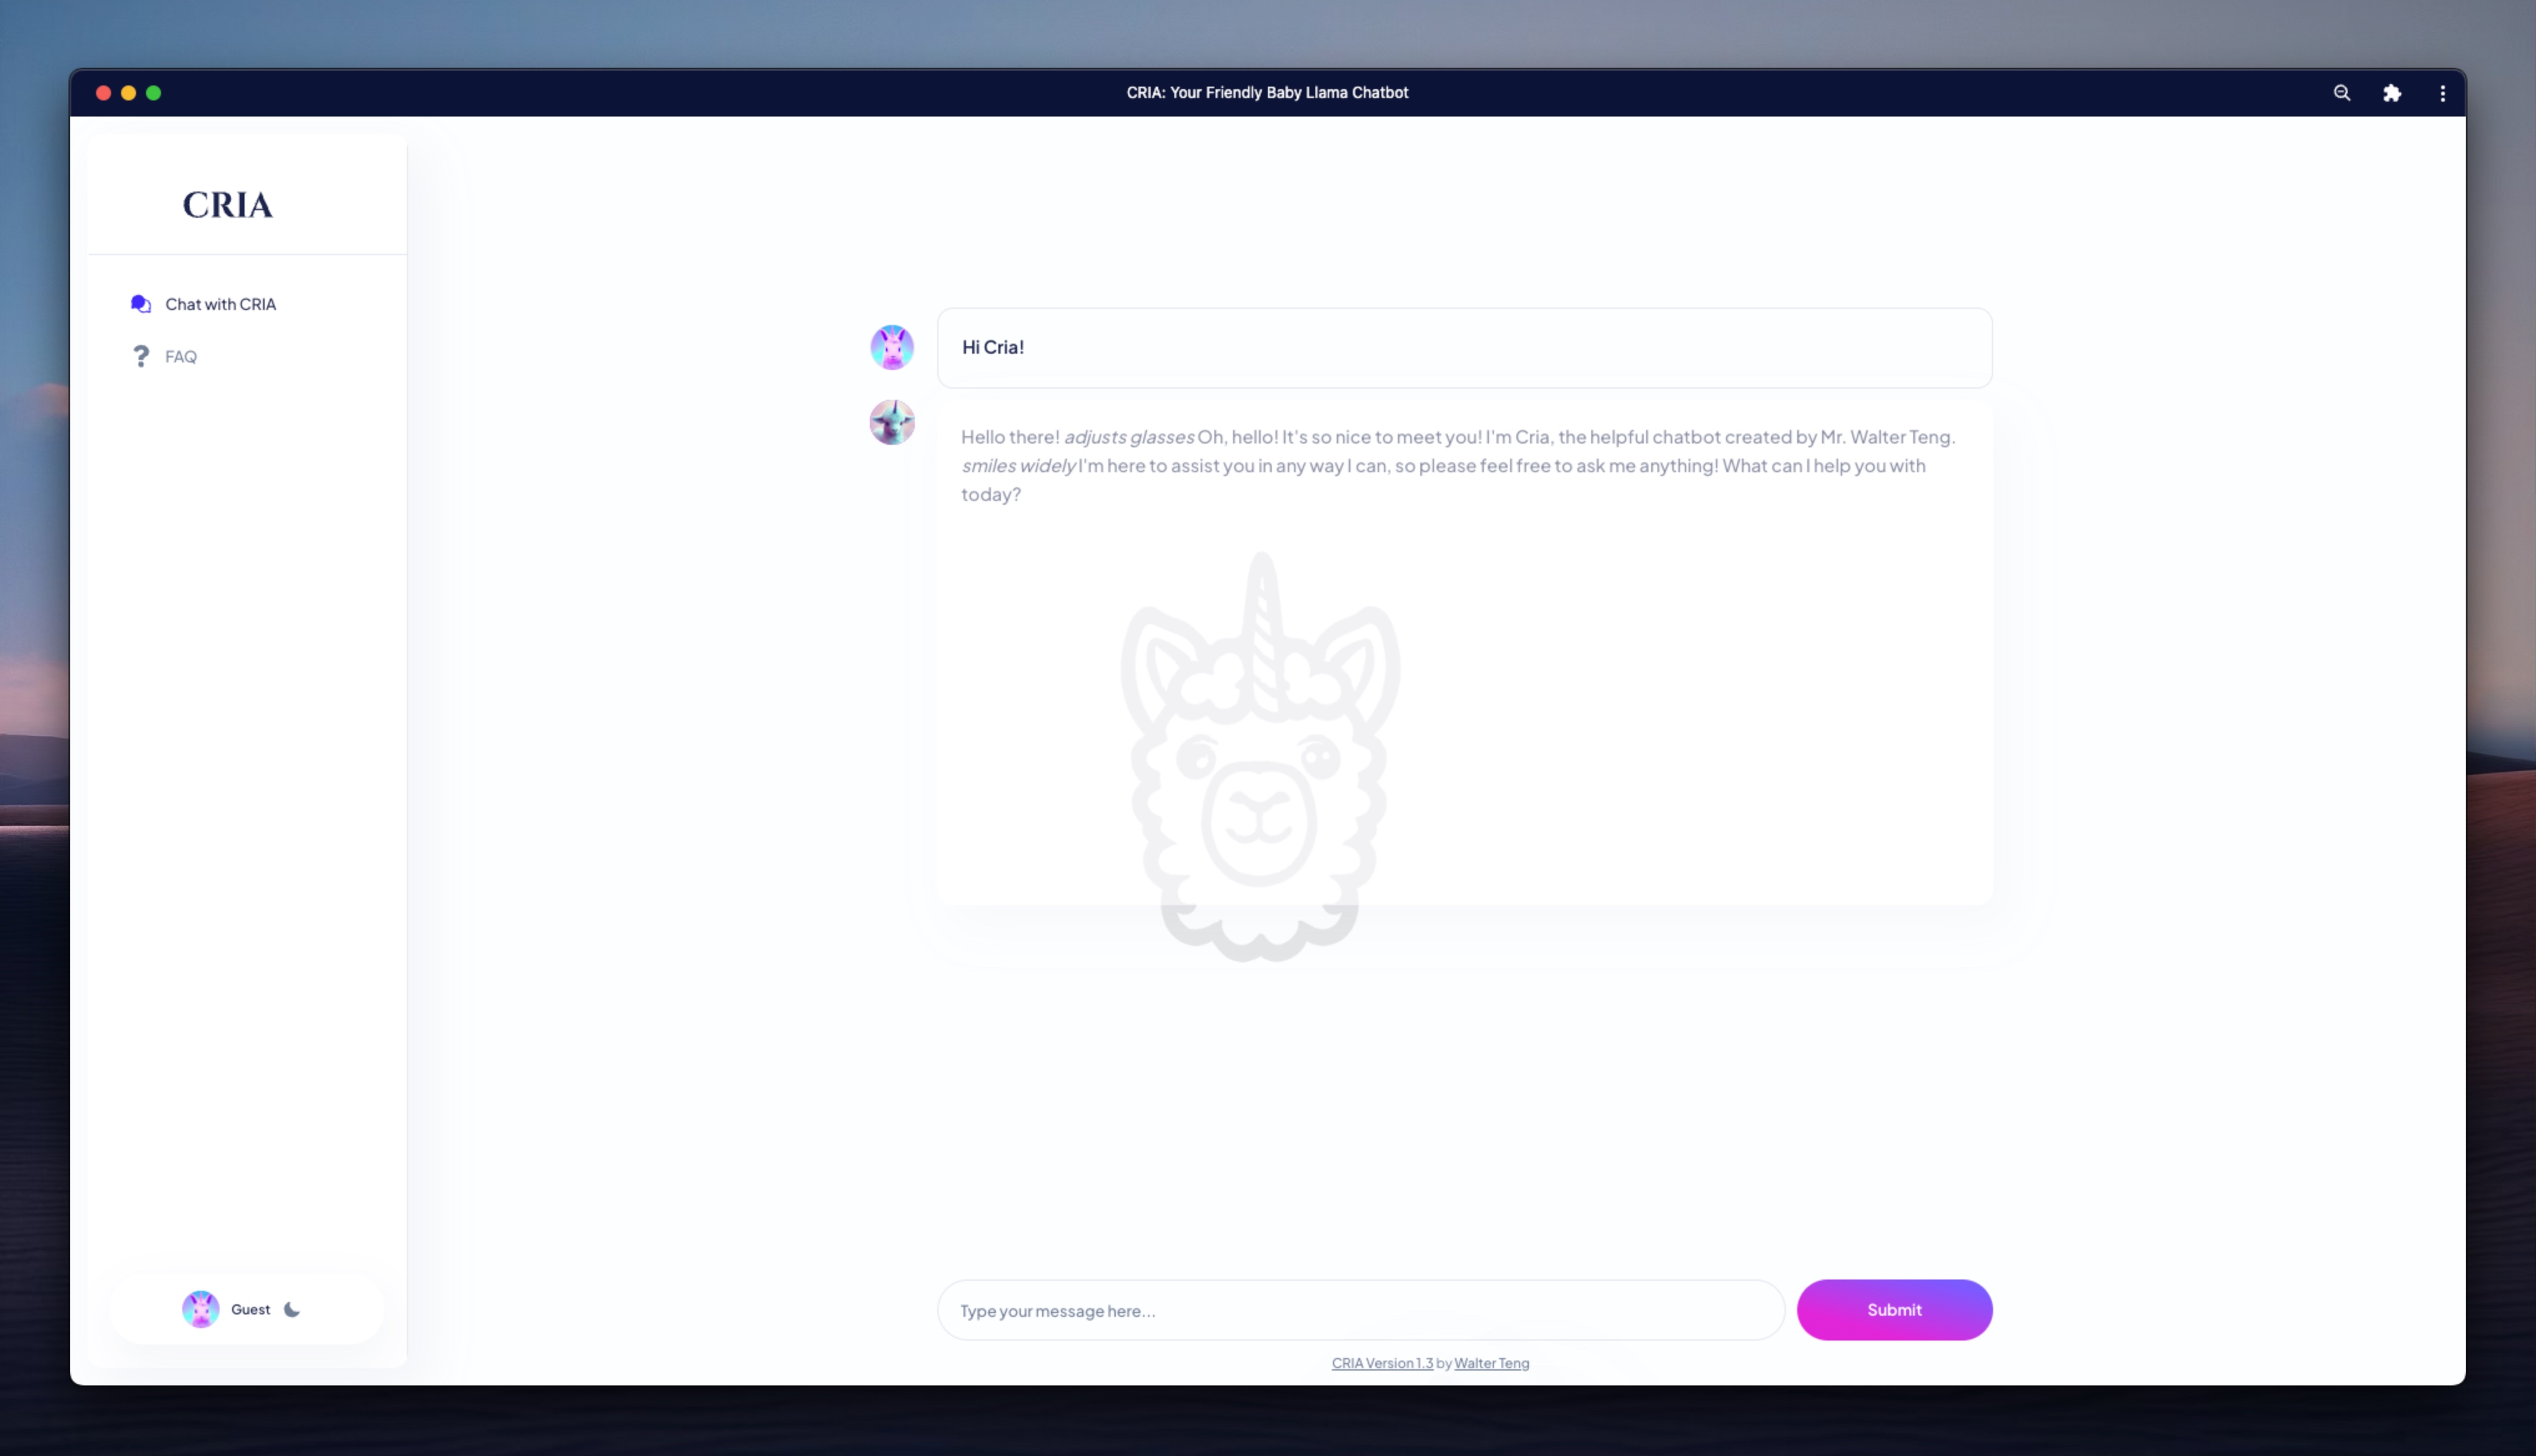 CRIA: Your Friendly Baby Llama Chatbot
CRIA
Chat with CRIA
FAQ
Hi Cria!
Hello there! adjusts glasses Oh, hello! It's so nice to meet you! I'm Cria, the helpful chatbot created by Mr. Walter Teng.
smiles widely I'm here to assist you in any way I can, so please feel free to ask me anything! What can I help you with
today?
Guest
Type your message here...
Submit
CRIA Version 1.3 by Walter Teng